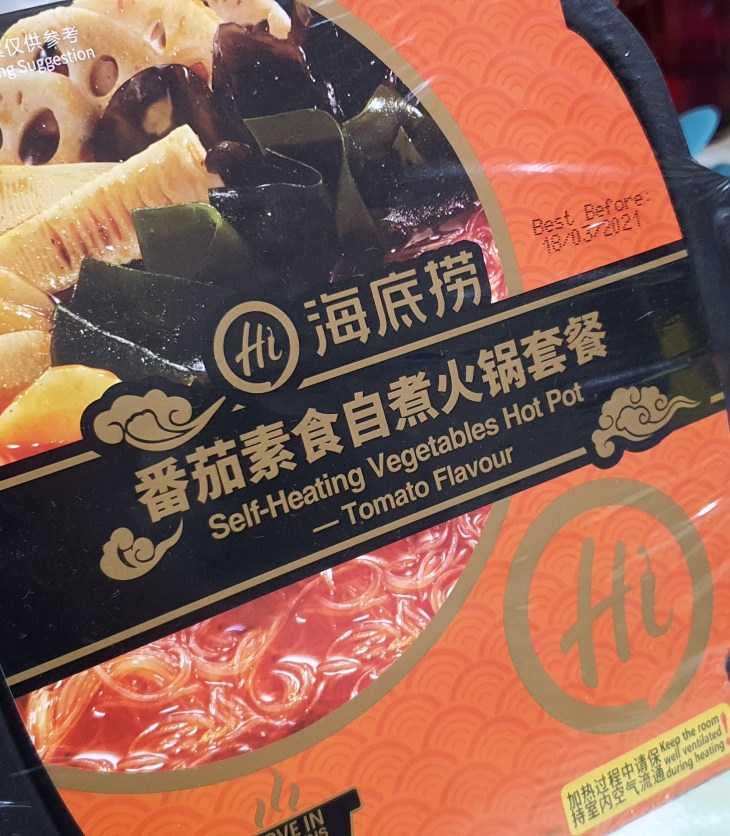 仅供参考
Suggestion
Best Before:
18/03/2021
Hi 海底捞
番茄素食自煮火锅套餐
Self-Heating Vegetables Hot Pot
—Tomato Flavour
Hi
加热过程中请保
持室内空气流通
Keep the room
well ventilated
during heating
!
IN